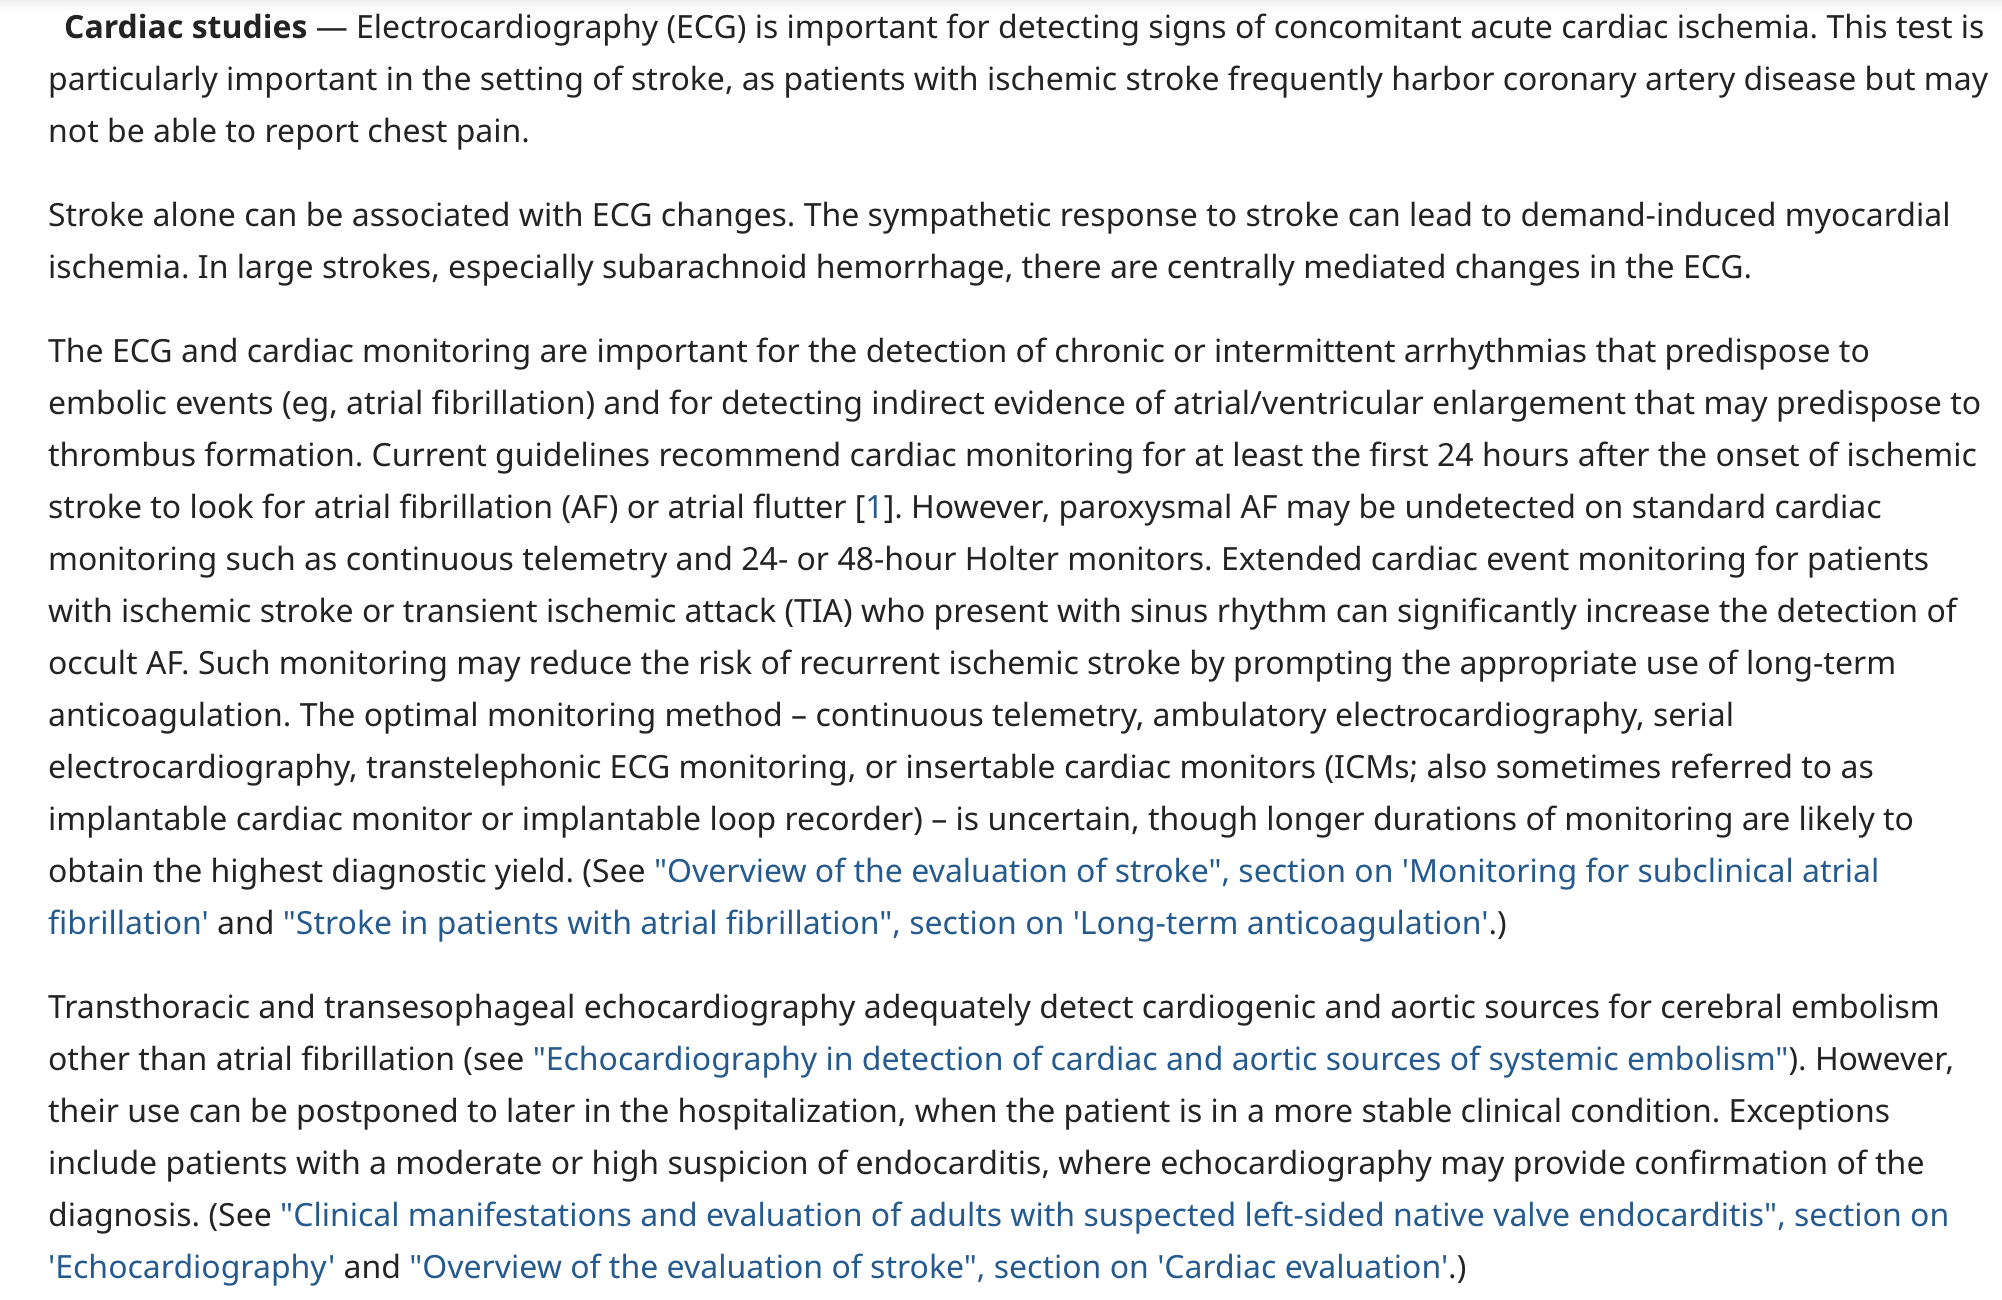 Cardiac studies — Electrocardiography (ECG) is important for detecting signs of concomitant acute cardiac ischemia. This test is
particularly important in the setting of stroke, as patients with ischemic stroke frequently harbor coronary artery disease but may
not be able to report chest pain.
Stroke alone can be associated with ECG changes. The sympathetic response to stroke can lead to demand-induced myocardial
ischemia. In large strokes, especially subarachnoid hemorrhage, there are centrally mediated changes in the ECG.
The ECG and cardiac monitoring are important for the detection of chronic or intermittent arrhythmias that predispose to
embolic events (eg, atrial fibrillation) and for detecting indirect evidence of atrial/ventricular enlargement that may predispose to
thrombus formation. Current guidelines recommend cardiac monitoring for at least the first 24 hours after the onset of ischemic
stroke to look for atrial fibrillation (AF) or atrial flutter [1]. However, paroxysmal AF may be undetected on standard cardiac
monitoring such as continuous telemetry and 24- or 48-hour Holter monitors. Extended cardiac event monitoring for patients
with ischemic stroke or transient ischemic attack (TIA) who present with sinus rhythm can significantly increase the detection of
occult AF. Such monitoring may reduce the risk of recurrent ischemic stroke by prompting the appropriate use of long-term
anticoagulation. The optimal monitoring method – continuous telemetry, ambulatory electrocardiography, serial
electrocardiography, transtelephonic ECG monitoring, or insertable cardiac monitors (ICMs; also sometimes referred to as
implantable cardiac monitor or implantable loop recorder) – is uncertain, though longer durations of monitoring are likely to
obtain the highest diagnostic yield. (See "Overview of the evaluation of stroke", section on 'Monitoring for subclinical atrial
fibrillation' and "Stroke in patients with atrial fibrillation", section on 'Long-term anticoagulation'.)
Transthoracic and transesophageal echocardiography adequately detect cardiogenic and aortic sources for cerebral embolism
other than atrial fibrillation (see "Echocardiography in detection of cardiac and aortic sources of systemic embolism"). However,
their use can be postponed to later in the hospitalization, when the patient is in a more stable clinical condition. Exceptions
include patients with a moderate or high suspicion of endocarditis, where echocardiography may provide confirmation of the
diagnosis. (See "Clinical manifestations and evaluation of adults with suspected left-sided native valve endocarditis", section on
'Echocardiography' and "Overview of the evaluation of stroke", section on 'Cardiac evaluation'.)